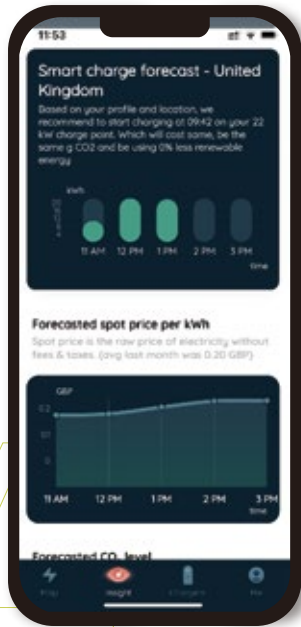 11:53
Smart charge forecast - United
Kingdom
Based on your profile and location, we
recommend to start charging at 09:42 on your 22
kW charge point. Which will cost same, be the
same g CO2 and be using 0% less renewable
energy
kWh
11 AM 12 PM 1 PM 2 PM 3 PM
time
Forecasted spot price per kWh
Spot price is the raw price of electricity without
fees & taxes. (avg last month was 0.20 GBP)
GBP
0.2
0.1
0
11 AM 12 PM 1 PM 2 PM 3 PM
time
Forecasted CO₂ level
Insight